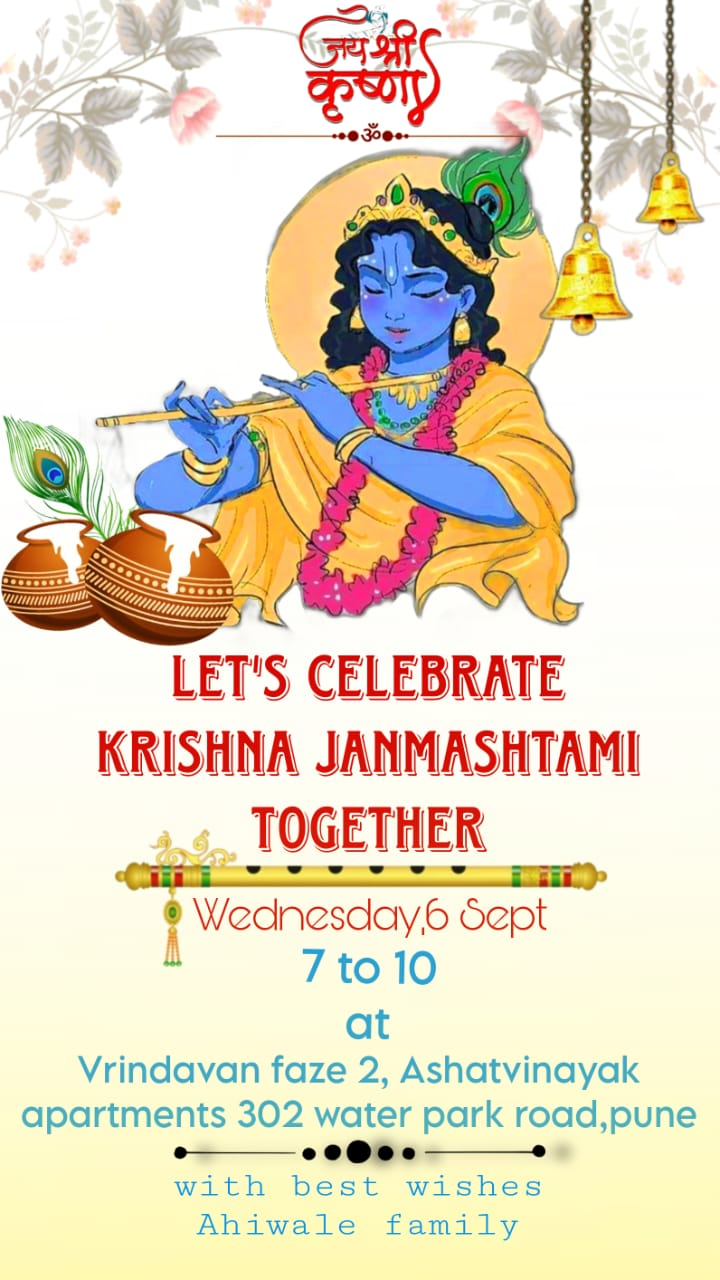 जय श्री
कृष्णा
ॐ
LET'S CELEBRATE
KRISHNA JANMASHTAMI
TOGETHER
Wednesday,6 Sept
7 to 10
at
Vrindavan faze 2, Ashatvinayak
apartments 302 water park road,pune
with best wishes
Ahiwale family